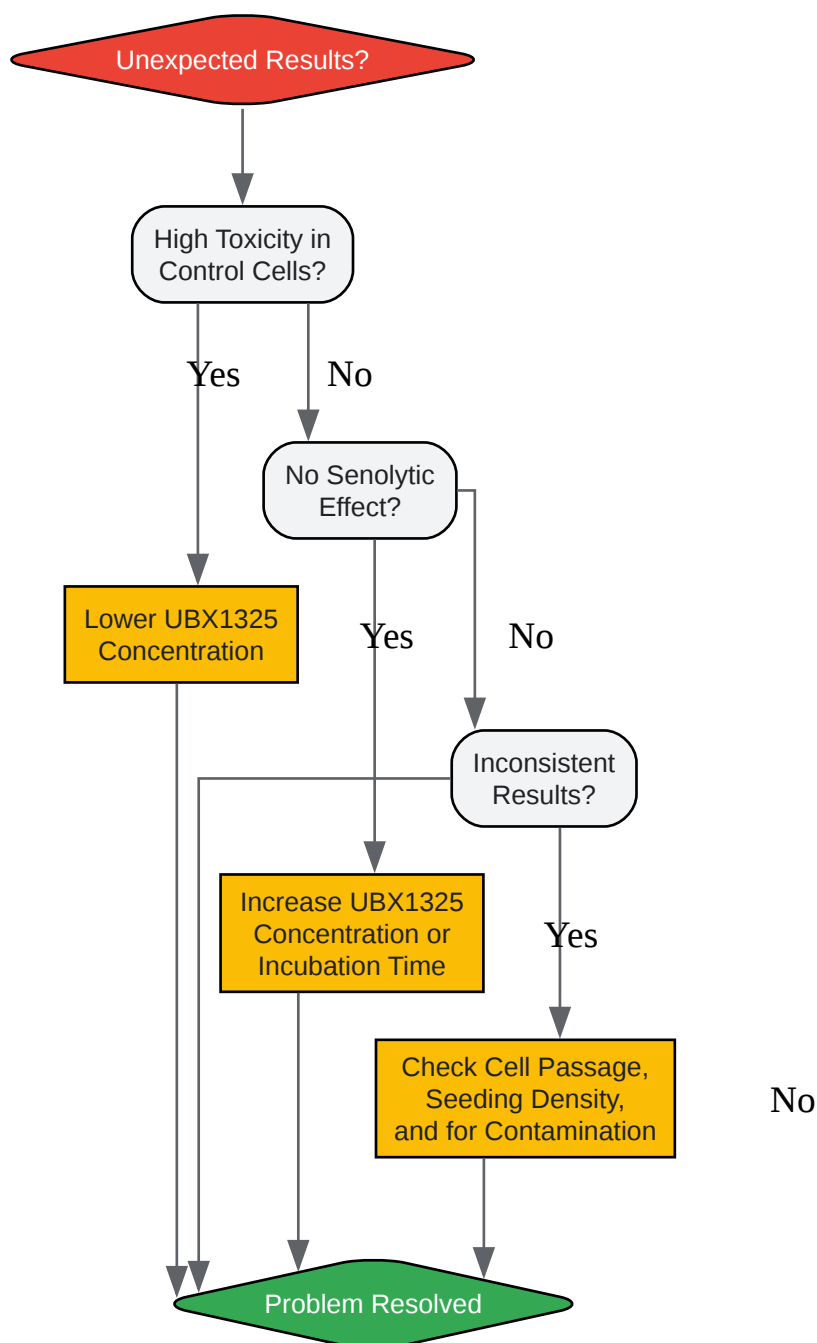 Unexpected Results?
High Toxicity in
Control Cells?
Yes
No
No Senolytic
Effect?
Lower UBX1325
Concentration
Yes
No
Inconsistent
Results?
Increase UBX1325
Concentration or
Incubation Time
Yes
Check Cell Passage,
Seeding Density,
and for Contamination
No
Problem Resolved